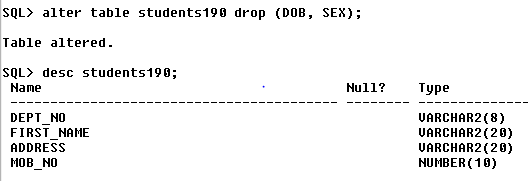 SQL> alter table students190 drop (DOB, SEX);
Table altered.
SQL> desc students190;
Name Null? Type
----------------------------------------- -------- ----------------------------
DEPT_NO VARCHAR2(8)
FIRST_NAME VARCHAR2(20)
ADDRESS VARCHAR2(20)
MOB_NO NUMBER(10)